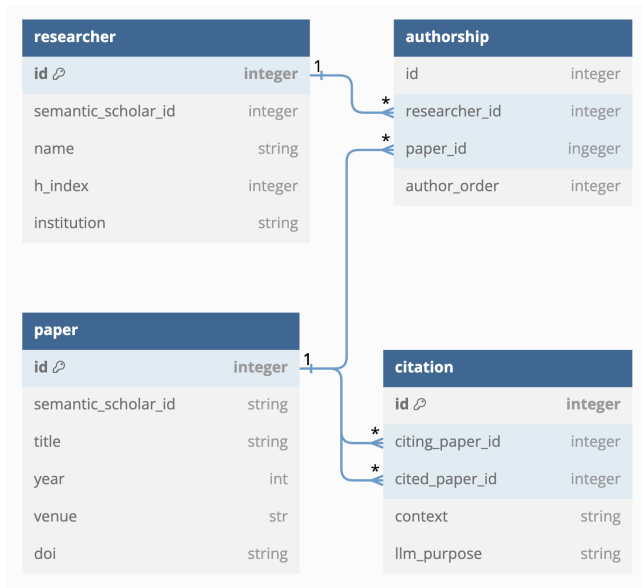 researcher
id integer
semantic_scholar_id integer
name string
h_index integer
institution string
1
authorship
id integer
* researcher_id integer
* paper_id ingeger
author_order integer
paper
id integer
semantic_scholar_id string
title string
year int
venue str
doi string
1
citation
id integer
* citing_paper_id integer
* cited_paper_id integer
context string
llm_purpose string